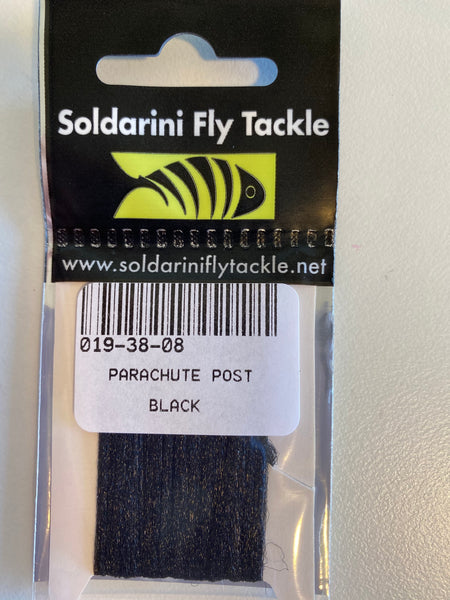 Soldarini Fly Tackle
www.soldariniflytackle.net
019-38-08
PARACHUTE POST
BLACK